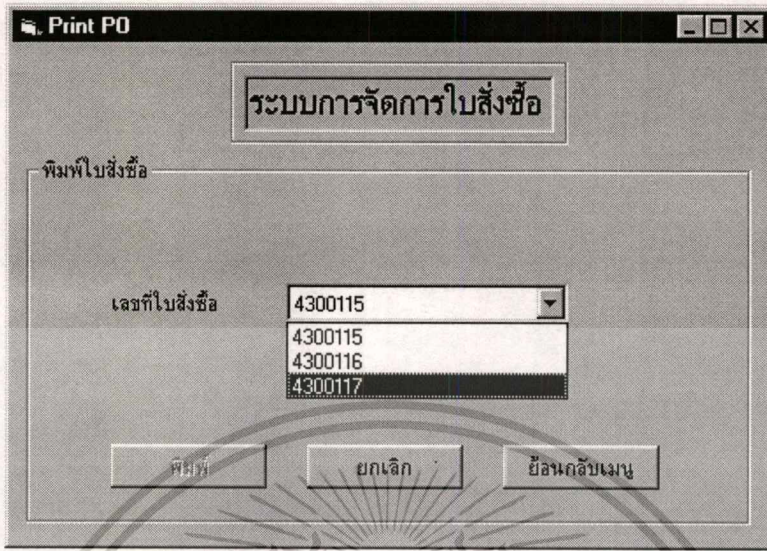 Print PO
ระบบการจัดการใบสั่งซื้อ
พิมพ์ใบสั่งซื้อ
เลขที่ใบสั่งซื้อ 4300115
4300115
4300116
4300117
พิมพ์ ยกเลิก ย้อนกลับเมนู